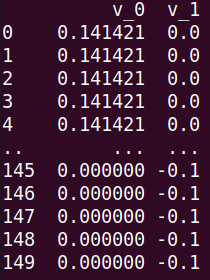 v_0 v_1
0 0.141421 0.0
1 0.141421 0.0
2 0.141421 0.0
3 0.141421 0.0
4 0.141421 0.0
.. ... ...
145 0.000000 -0.1
146 0.000000 -0.1
147 0.000000 -0.1
148 0.000000 -0.1
149 0.000000 -0.1